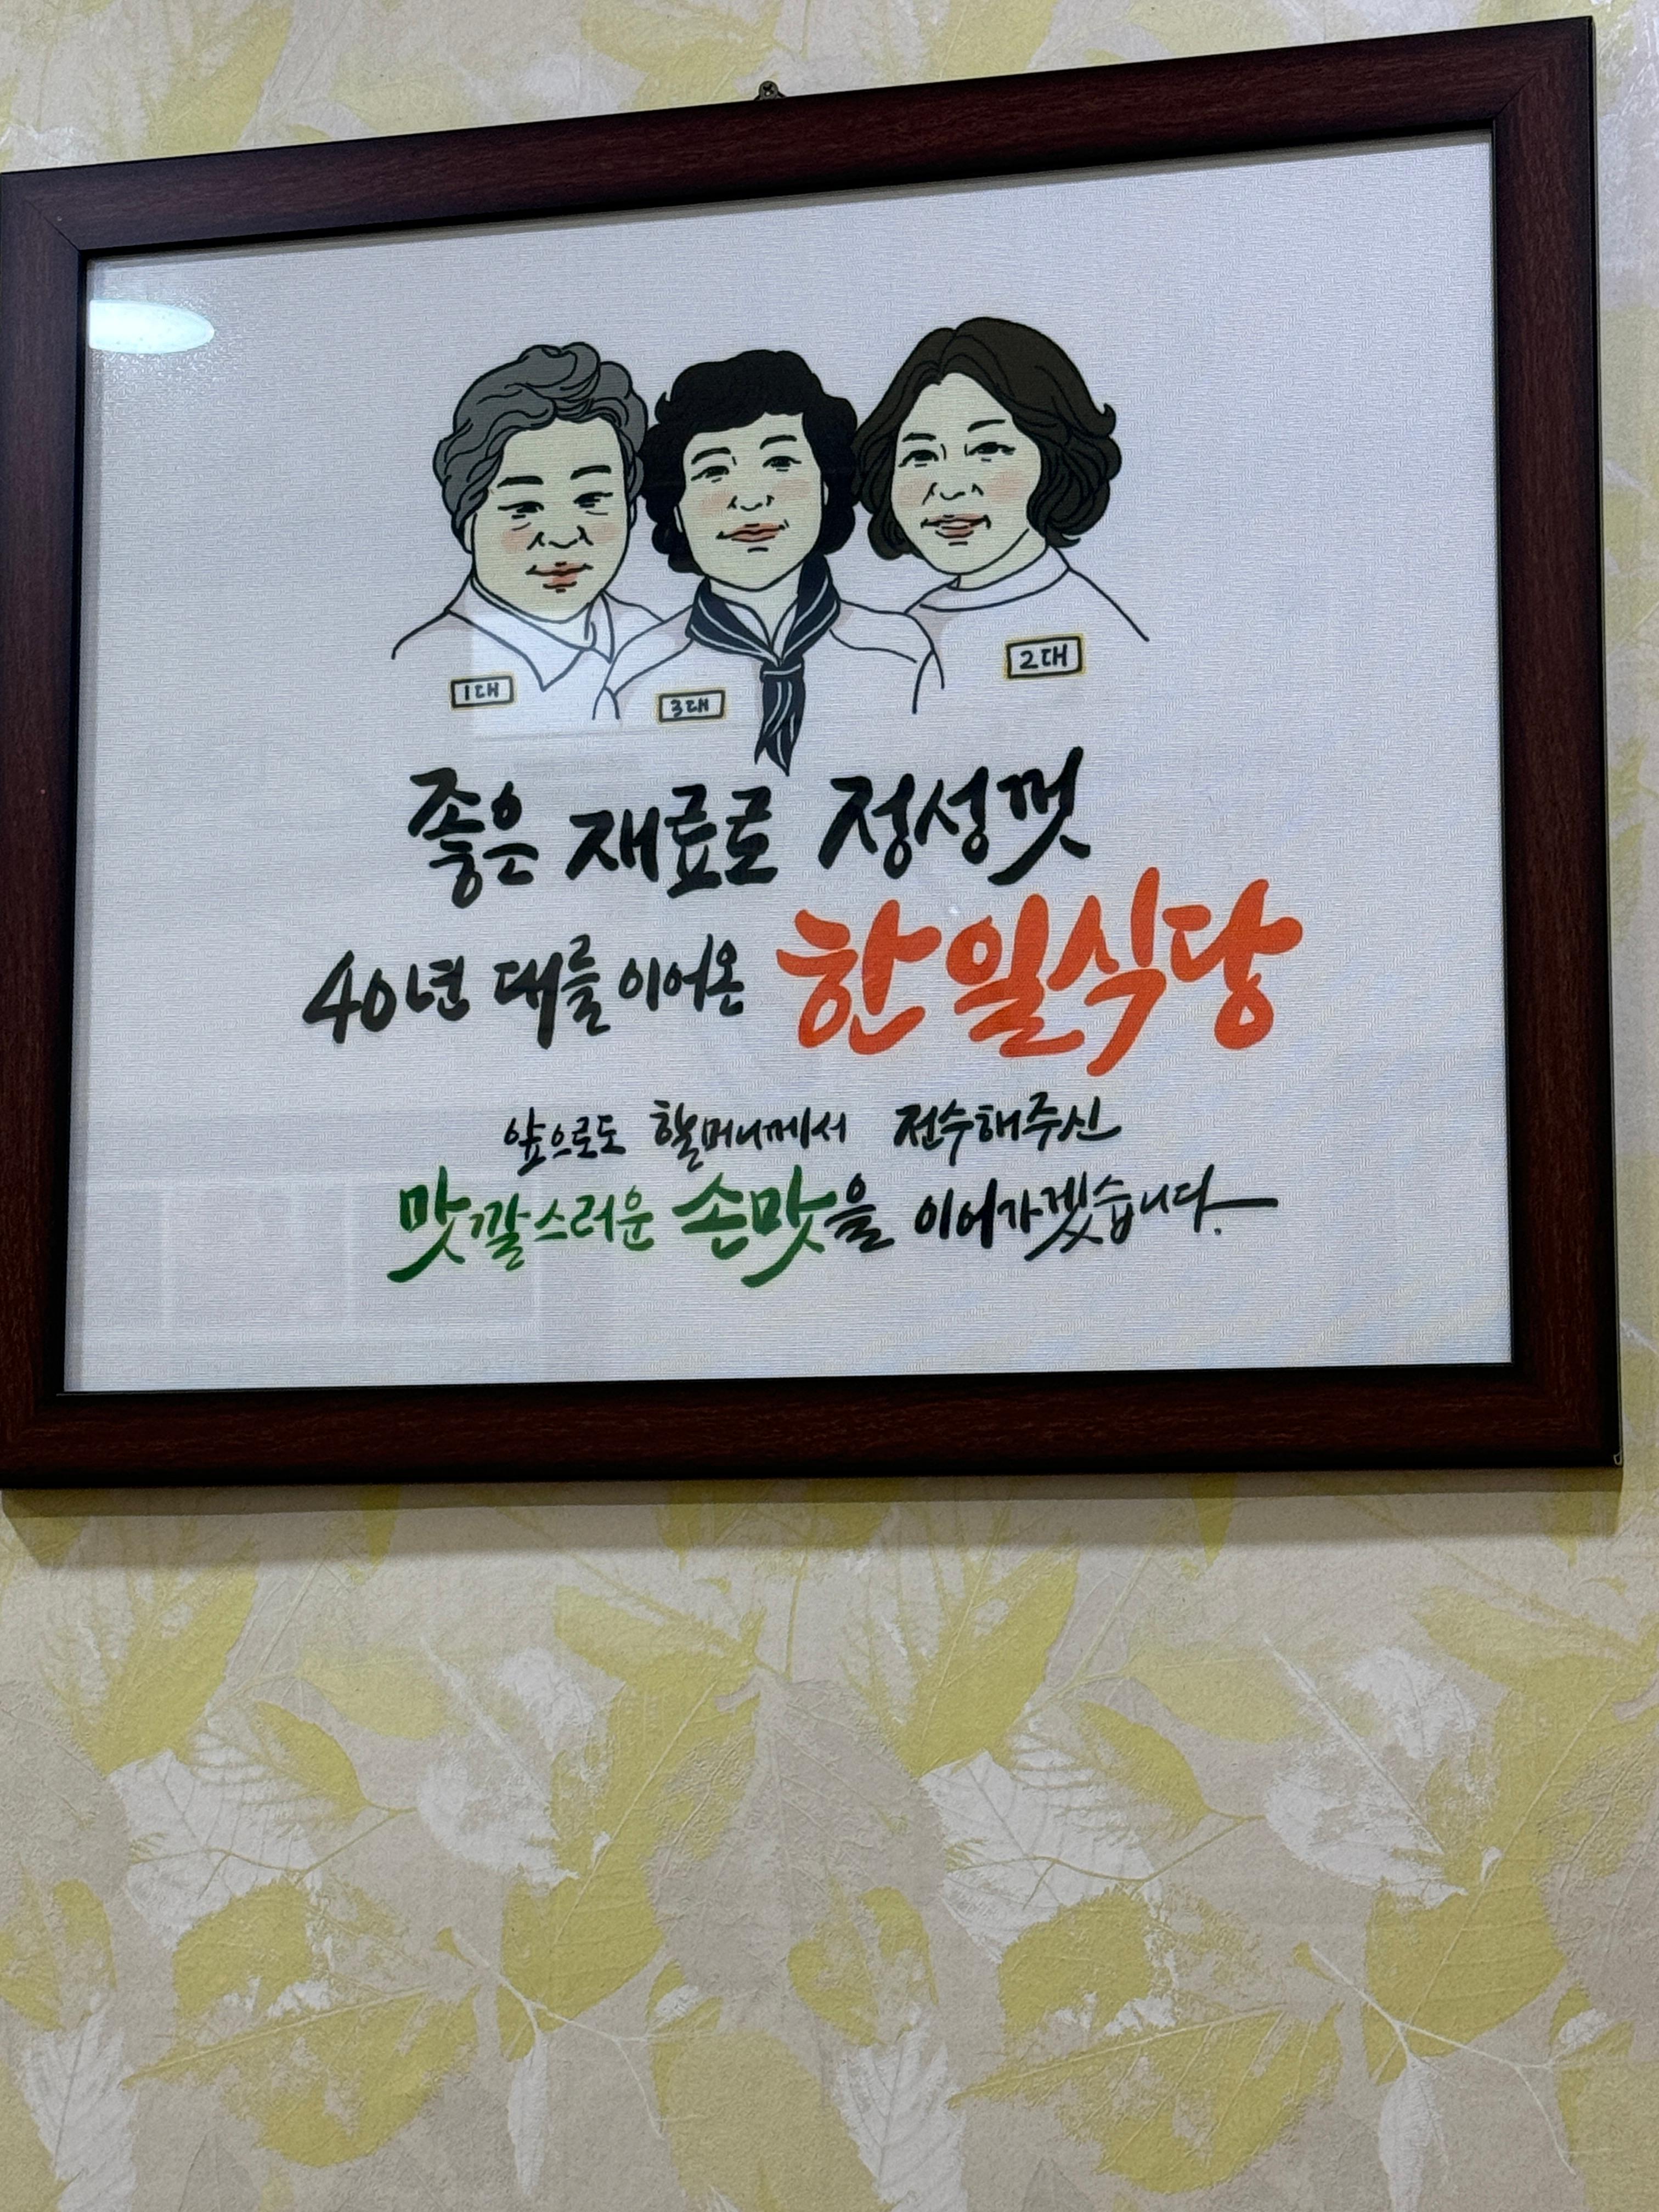 1대
3대
2대
좋은 재료로 정성껏
40년 대를 이어온 한일식당
앞으로도 할머니께서 전수해주신
맛깔스러운 손맛을 이어가겠습니다.